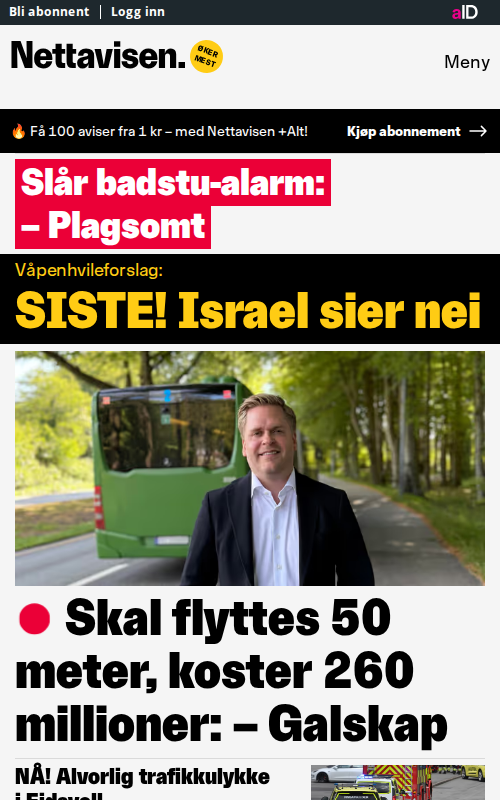 Bli abonnent | Logg inn
aID
Nettavisen.
ØKER
MEST
Meny
🔥 Få 100 aviser fra 1 kr – med Nettavisen +Alt!
Kjøp abonnement →
Slår badstu-alarm:
– Plagsomt
Våpenhvileforslag:
SISTE! Israel sier nei
Skal flyttes 50
meter, koster 260
millioner: – Galskap
NÅ! Alvorlig trafikkulykke
i Eidsvoll